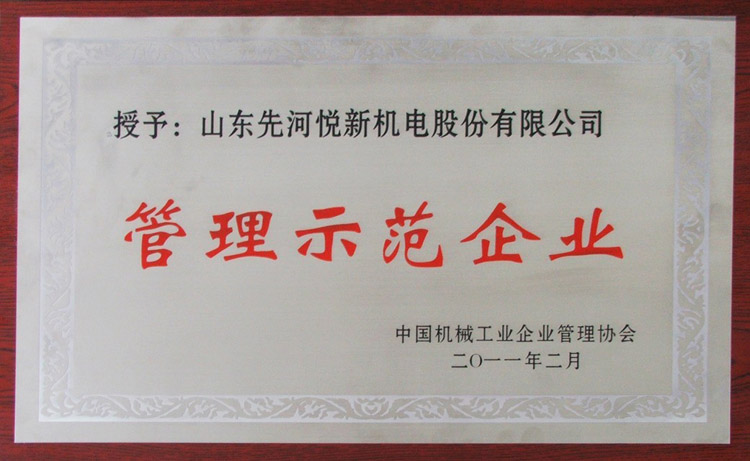 授予：山东先河悦新机电股份有限公司
管理示范企业
中国机械工业企业管理协会
二〇一一年二月